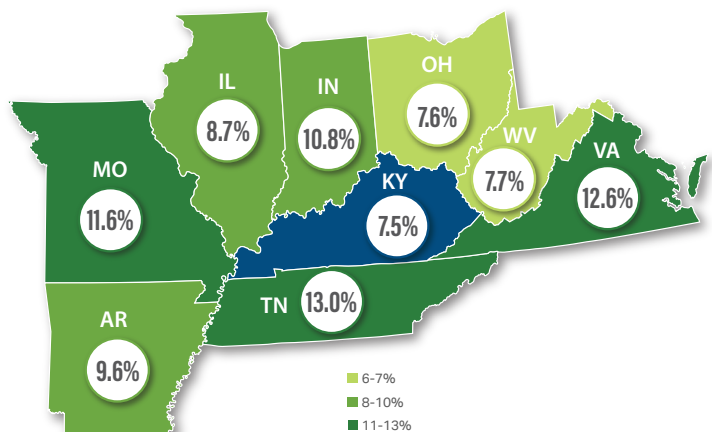 IL
8.7%
IN
10.8%
OH
7.6%
WV
7.7%
VA
12.6%
MO
11.6%
KY
7.5%
TN
13.0%
AR
9.6%
6-7%
8-10%
11-13%